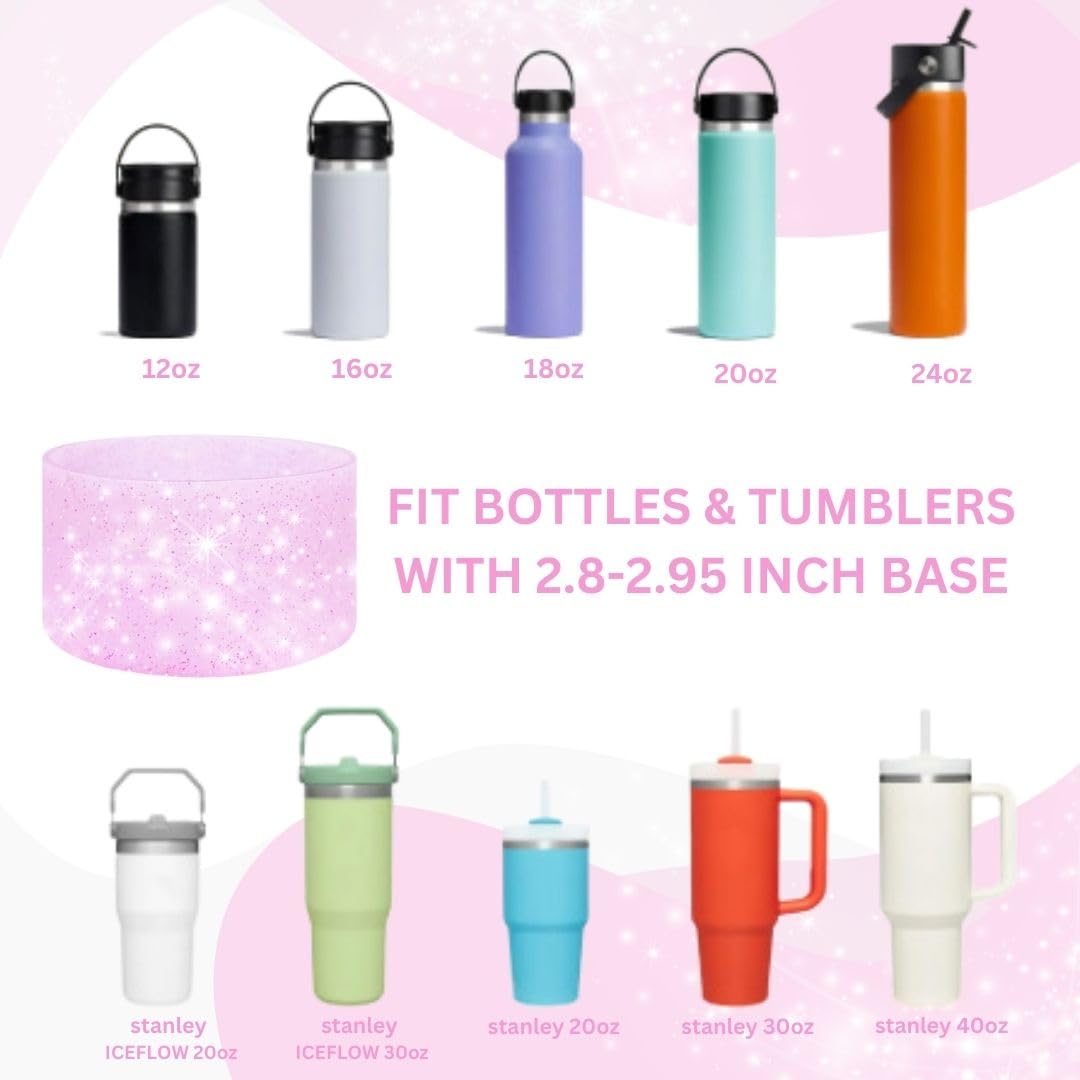 12oz
16oz
18oz
20oz
24oz
FIT BOTTLES & TUMBLERS
WITH 2.8-2.95 INCH BASE
stanley
ICEFLOW 20oz
stanley
ICEFLOW 30oz
stanley 20oz
stanley 30oz
stanley 40oz